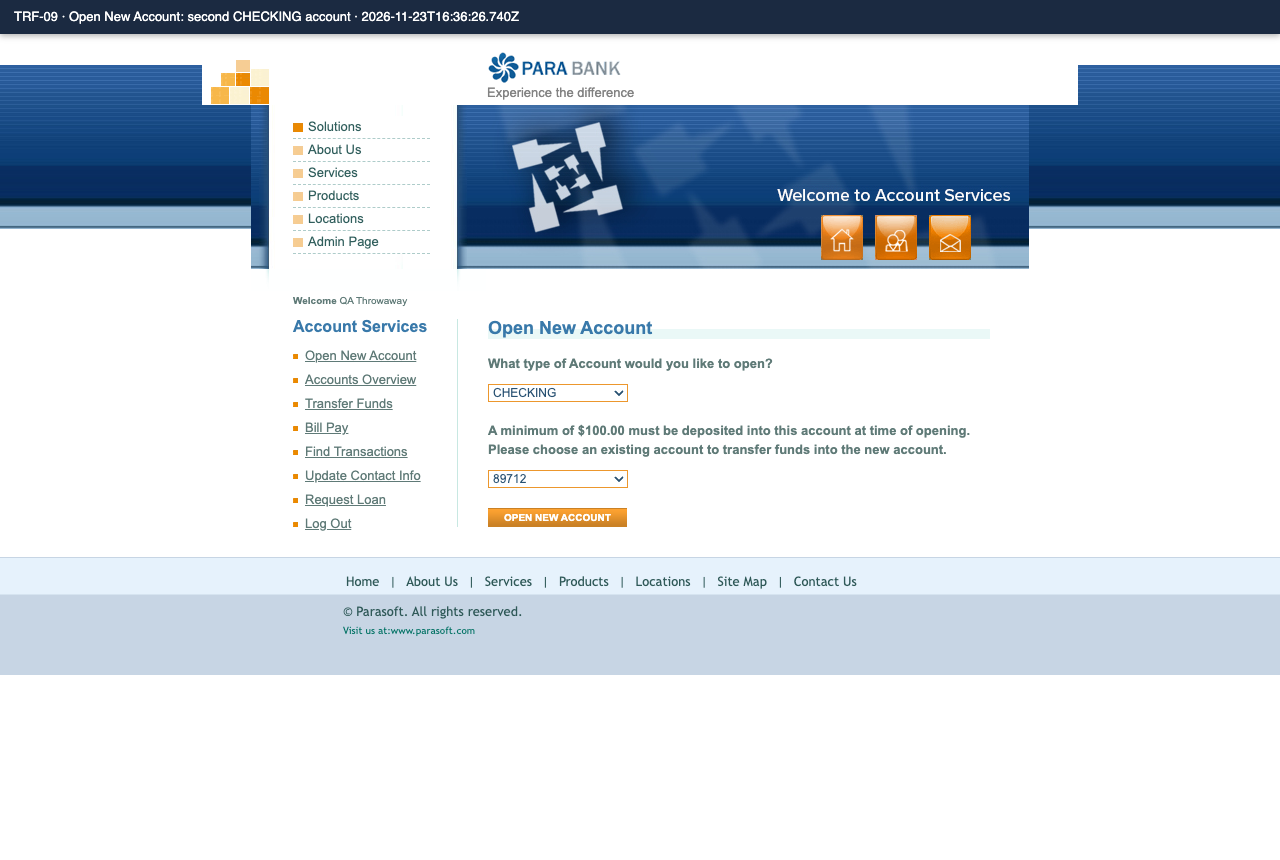 TRF-09 · Open New Account: second CHECKING account · 2026-11-23T16:36:26.740Z
PARA BANK
Experience the difference
Solutions
About Us
Services
Products
Locations
Admin Page
Welcome to Account Services
Welcome QA Throwaway
Account Services
Open New Account
Accounts Overview
Transfer Funds
Bill Pay
Find Transactions
Update Contact Info
Request Loan
Log Out
Open New Account
What type of Account would you like to open?
CHECKING
A minimum of $100.00 must be deposited into this account at time of opening.
Please choose an existing account to transfer funds into the new account.
89712
OPEN NEW ACCOUNT
Home | About Us | Services | Products | Locations | Site Map | Contact Us
© Parasoft. All rights reserved.
Visit us at:www.parasoft.com